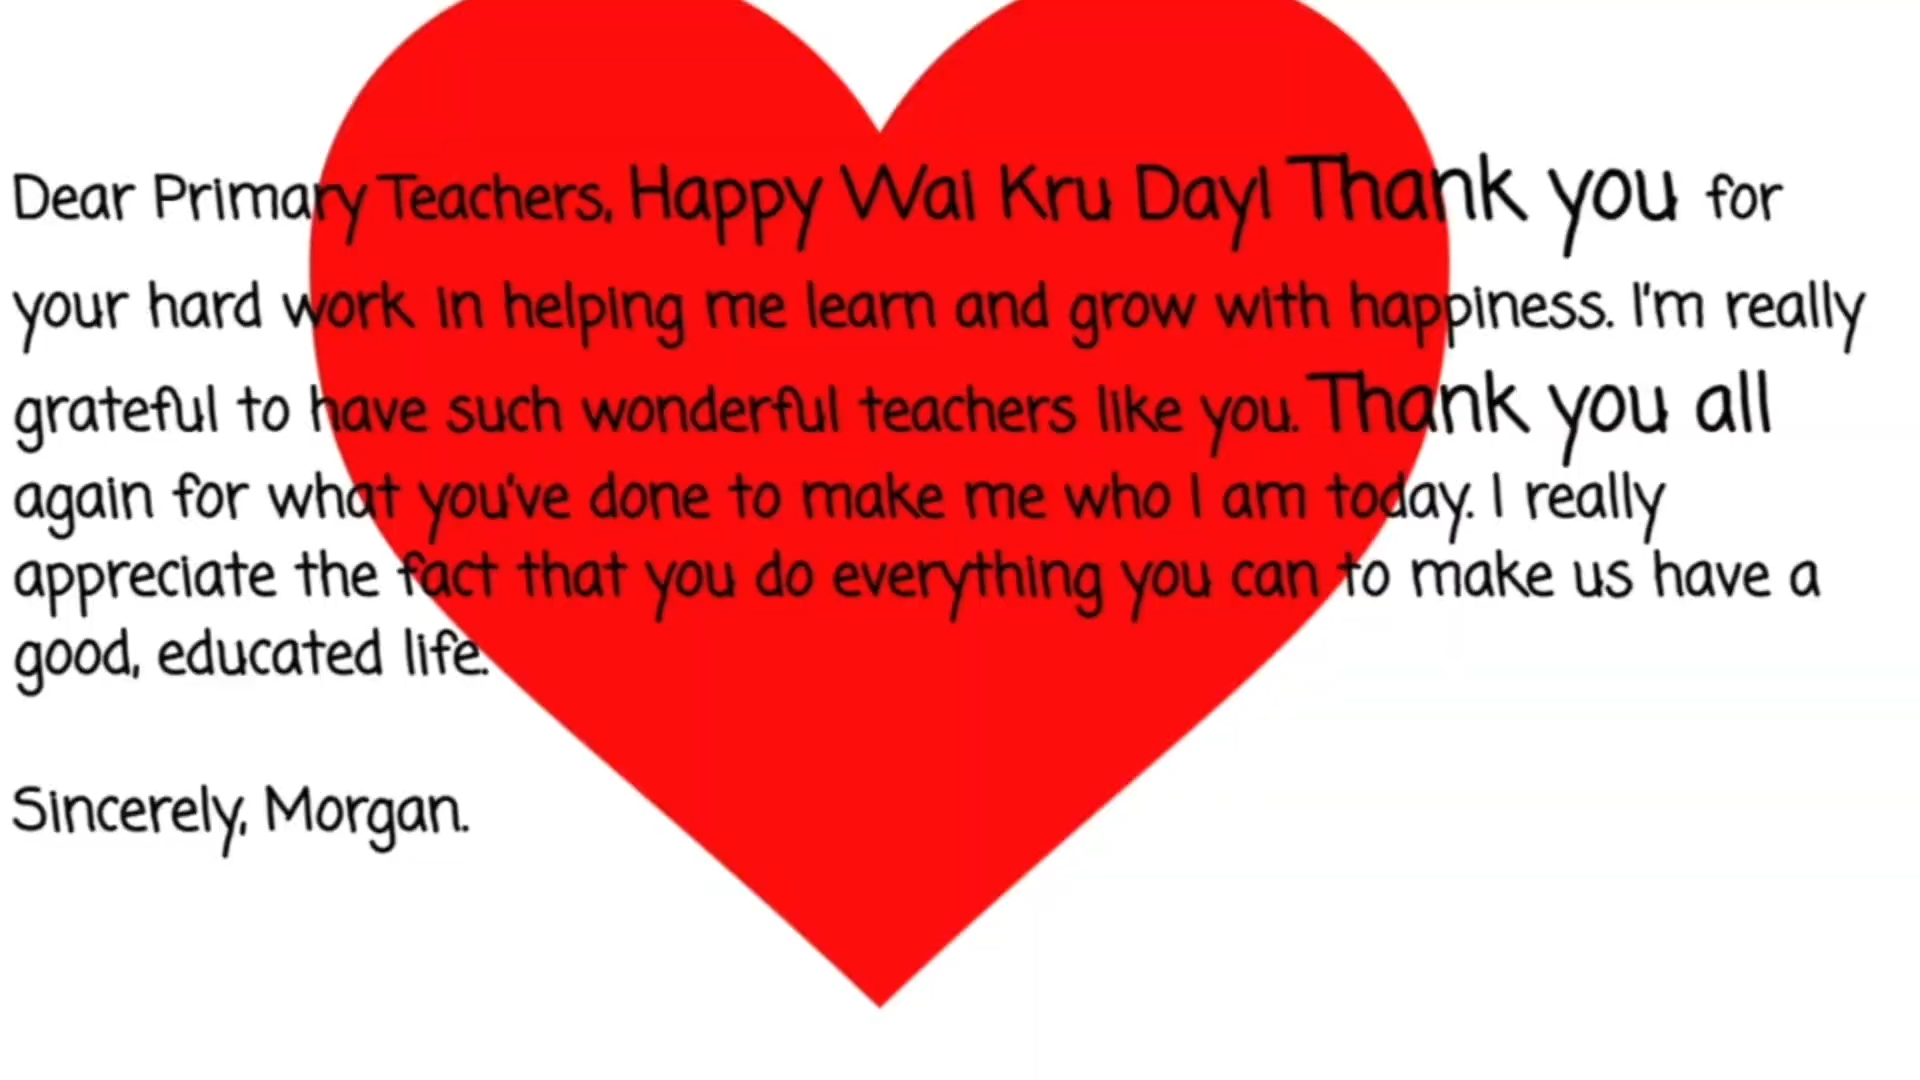 Dear Primary Teachers, Happy Wai Kru Day! Thank you for
your hard work in helping me learn and grow with happiness. I'm really
grateful to have such wonderful teachers like you. Thank you all
again for what you've done to make me who I am today. I really
appreciate the fact that you do everything you can to make us have a
good, educated life.
Sincerely, Morgan.